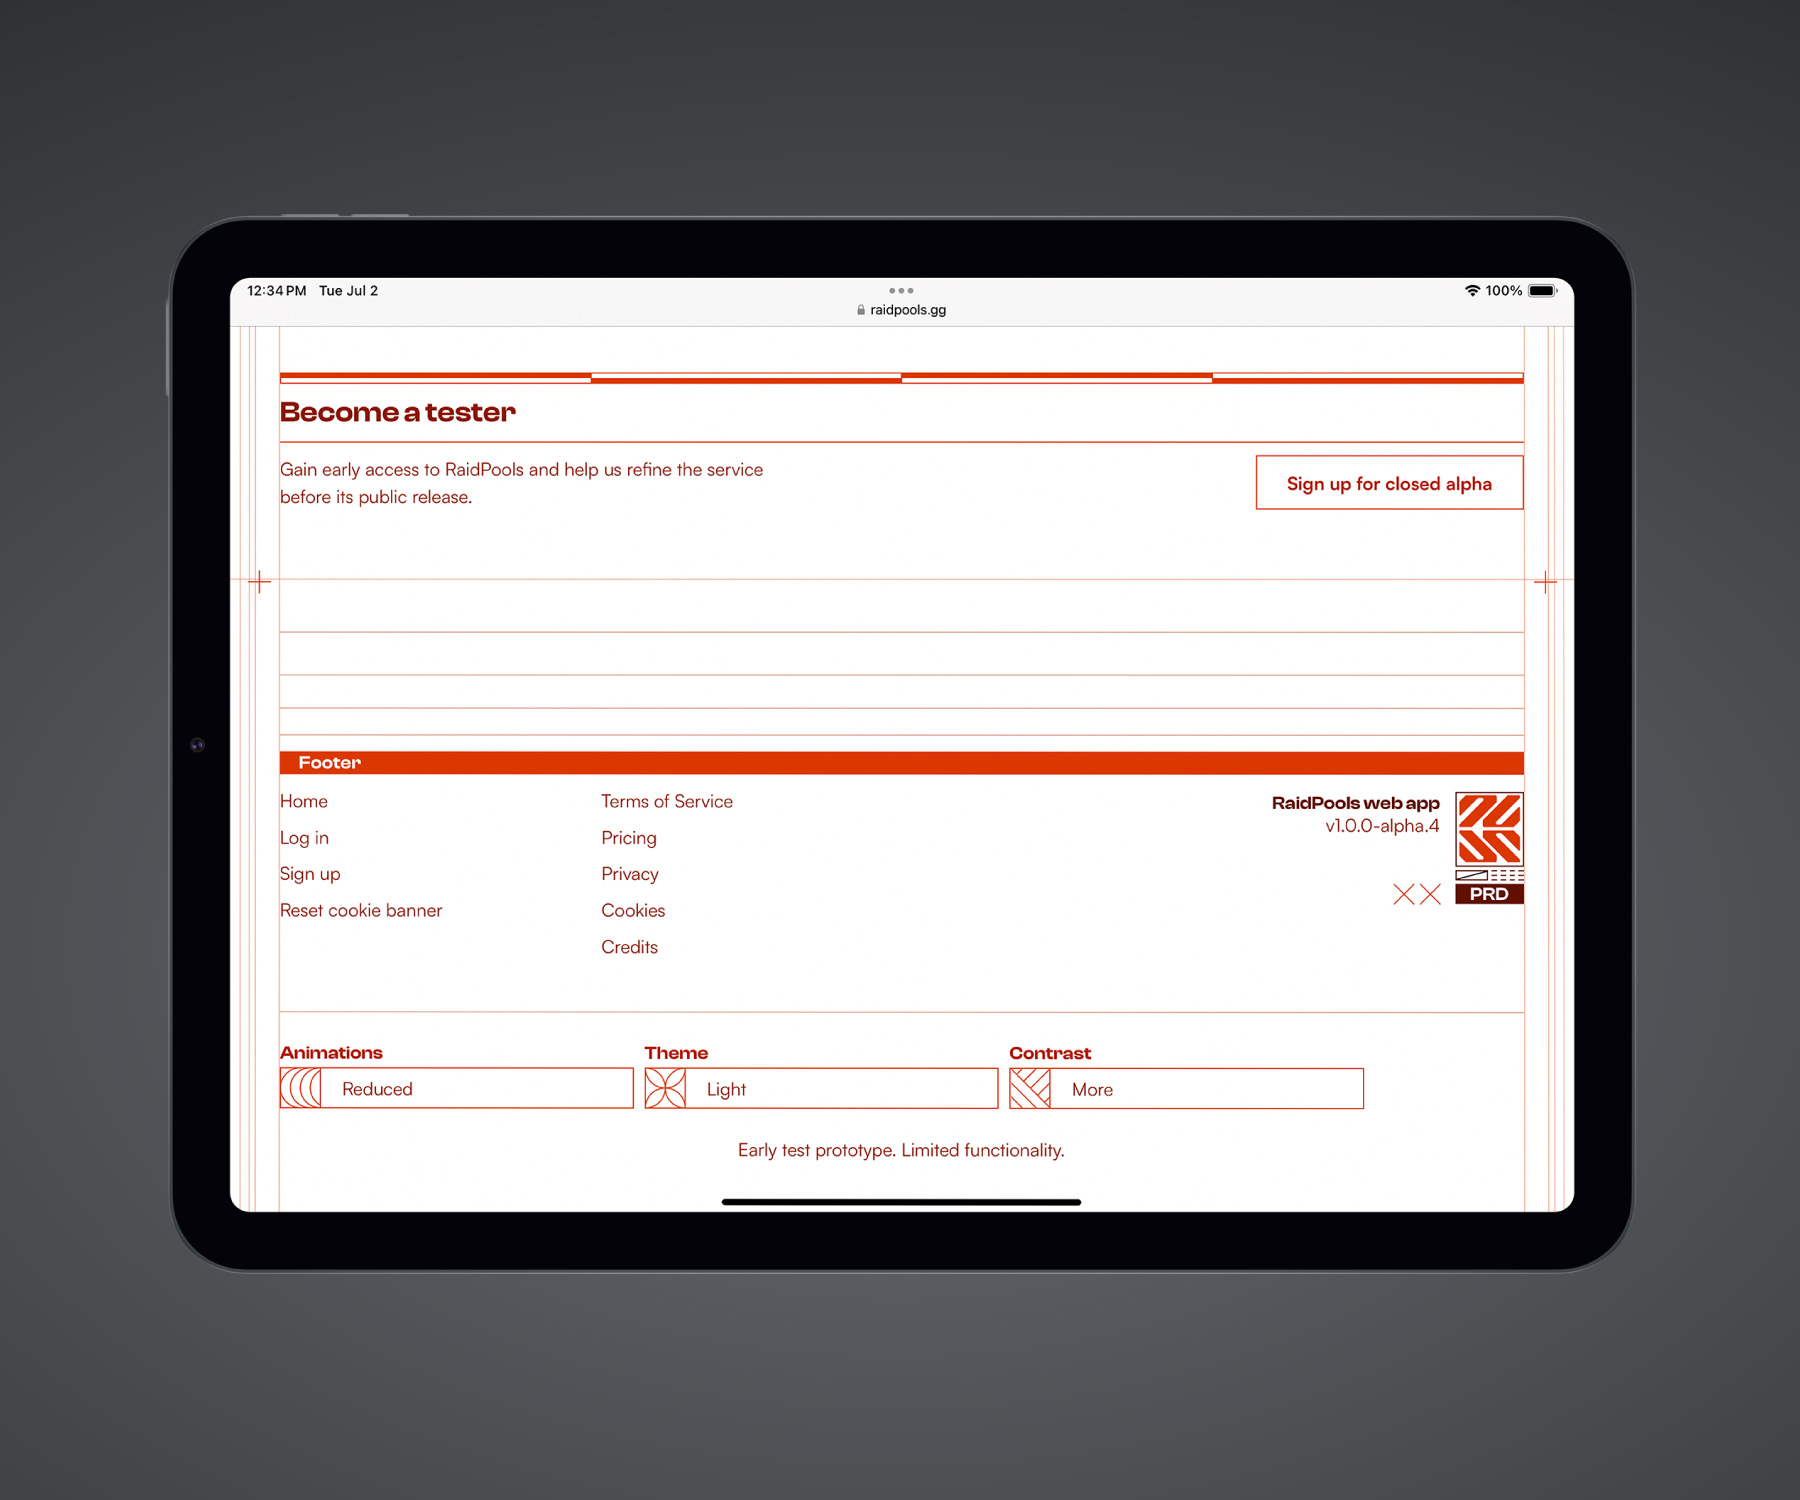 12:34 PM Tue Jul 2
100%
raidpools.gg
Become a tester
Gain early access to RaidPools and help us refine the service
before its public release.
Sign up for closed alpha
Footer
Home
Log in
Sign up
Reset cookie banner
Terms of Service
Pricing
Privacy
Cookies
Credits
RaidPools web app
v1.0.0-alpha.4
PRD
Animations
Reduced
Theme
Light
Contrast
More
Early test prototype. Limited functionality.